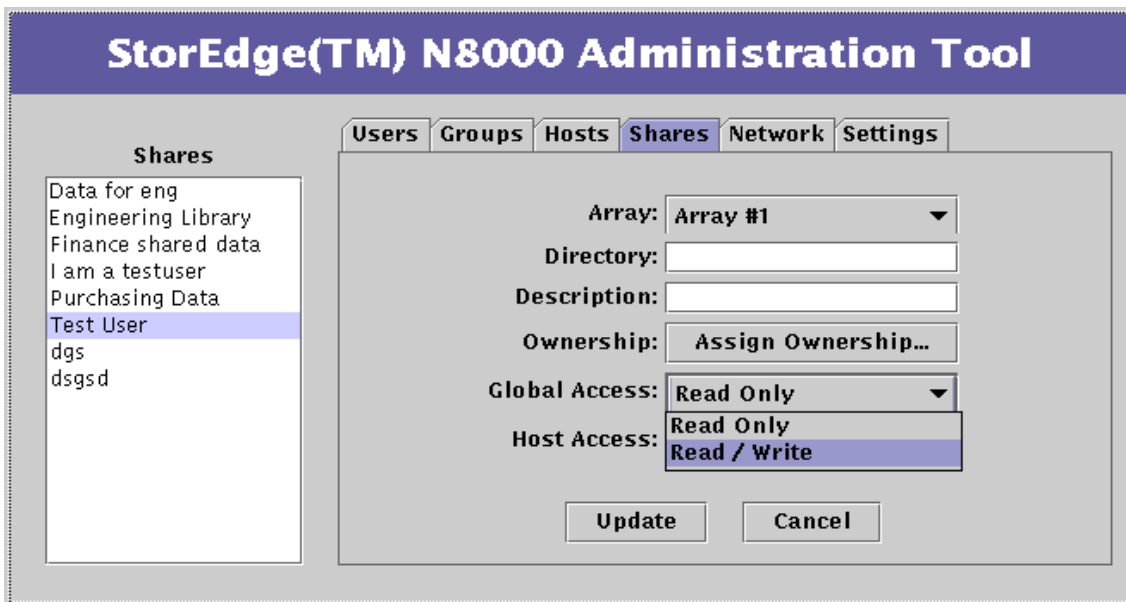 StorEdge(TM) N8000 Administration Tool
Users Groups Hosts Shares Network Settings
Shares
Data for eng
Engineering Library
Finance shared data
I am a testuser
Purchasing Data
Test User
dgs
dsgsd
Array: Array #1
Directory:
Description:
Ownership: Assign Ownership...
Global Access: Read Only
Read Only
Host Access:
Read / Write
Update Cancel